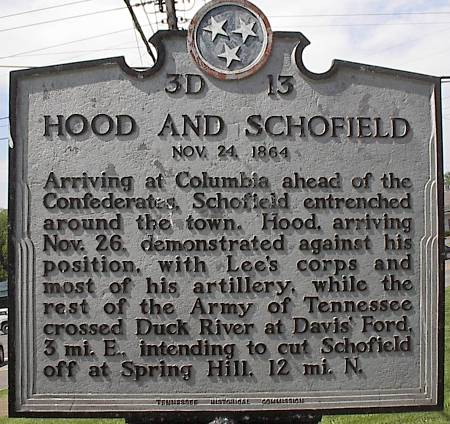 3D 13
HOOD AND SCHOFIELD
NOV. 24, 1864
Arriving at Columbia ahead of the
Confederates, Schofield entrenched
around the town. Hood, arriving
Nov. 26, demonstrated against his
position, with Lee's corps and
most of his artillery, while the
rest of the Army of Tennessee
crossed Duck River at Davis' Ford,
3 mi. E., intending to cut Schofield
off at Spring Hill, 12 mi. N.
TENNESSEE HISTORICAL COMMISSION